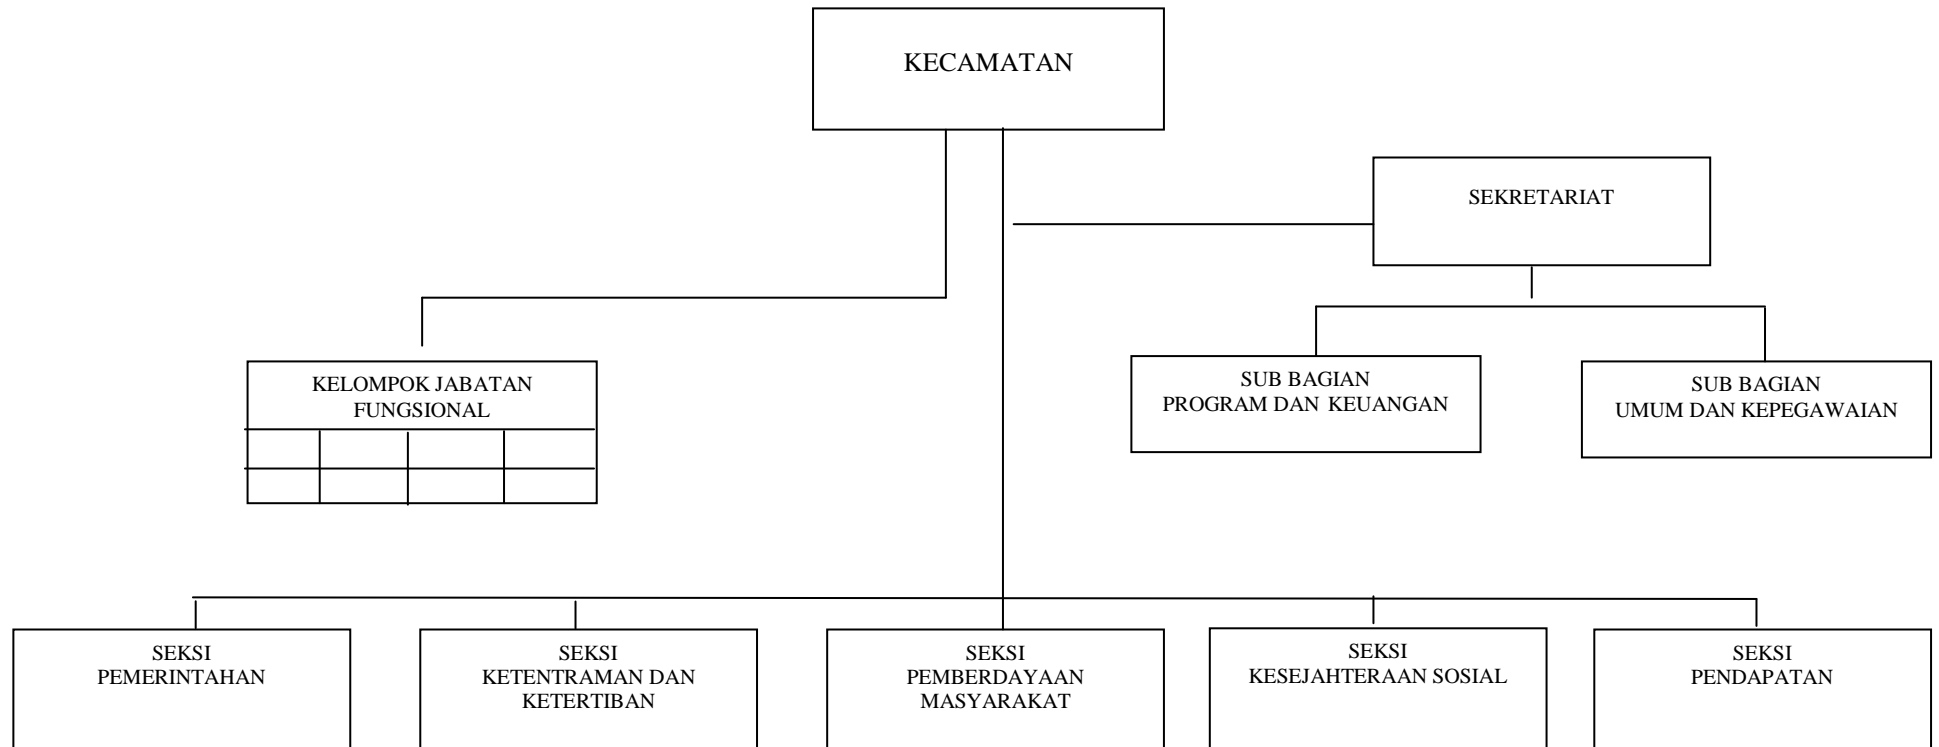 KECAMATAN
SEKRETARIAT
KELOMPOK JABATAN
FUNGSIONAL
SUB BAGIAN
PROGRAM DAN KEUANGAN
SUB BAGIAN
UMUM DAN KEPEGAWAIAN
SEKSI
PEMERINTAHAN
SEKSI
KETENTRAMAN DAN
KETERTIBAN
SEKSI
PEMBERDAYAAN
MASYARAKAT
SEKSI
KESEJAHTERAAN SOSIAL
SEKSI
PENDAPATAN